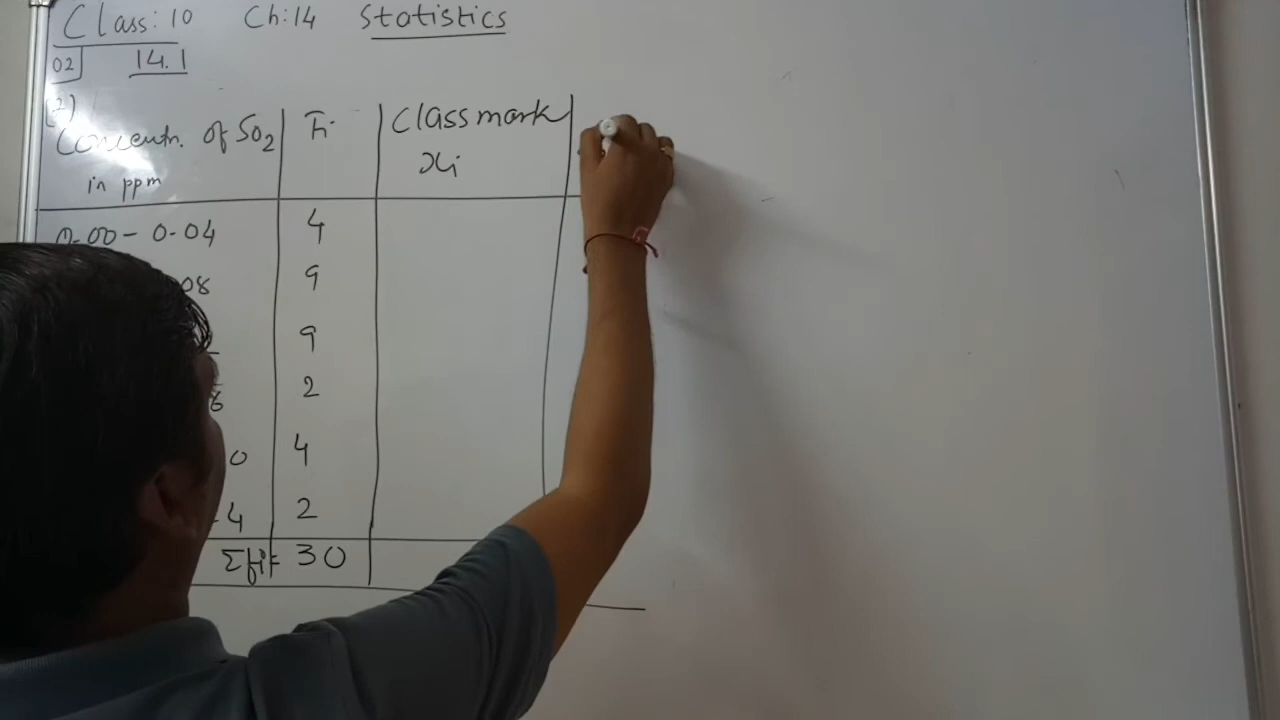 Class: 10 Ch:14 Statistics
02 14.1
(7)
Concentn. of SO2 Fi Class mark
in ppm xi
0.00 - 0.04 4
08 9
9
6 2
0 4
4 2
Σfi= 30